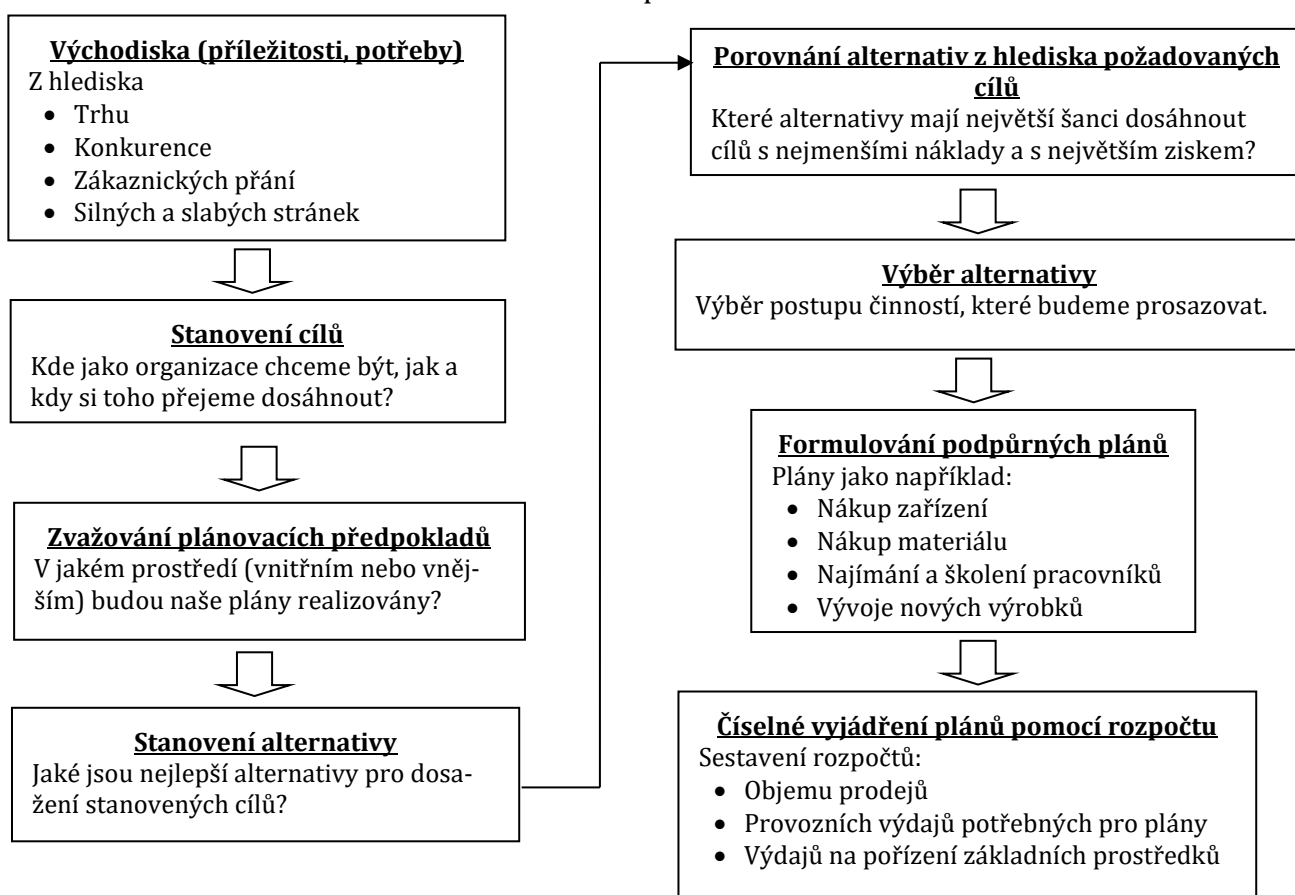 Východiska (příležitosti, potřeby)
Z hlediska
• Trhu
• Konkurence
• Zákaznických přání
• Silných a slabých stránek
Stanovení cílů
Kde jako organizace chceme být, jak a
kdy si toho přejeme dosáhnout?
Zvažování plánovacích předpokladů
V jakém prostředí (vnitřním nebo vněj-
ším) budou naše plány realizovány?
Stanovení alternativy
Jaké jsou nejlepší alternativy pro dosa-
žení stanovených cílů?
Porovnání alternativ z hlediska požadovaných
cílů
Které alternativy mají největší šanci dosáhnout
cílů s nejmenšími náklady a s největším ziskem?
Výběr alternativy
Výběr postupu činností, které budeme prosazovat.
Formulování podpůrných plánů
Plány jako například:
• Nákup zařízení
• Nákup materiálu
• Najímání a školení pracovníků
• Vývoje nových výrobků
Číselné vyjádření plánů pomocí rozpočtu
Sestavení rozpočtů:
• Objemu prodejů
• Provozních výdajů potřebných pro plány
• Výdajů na pořízení základních prostředků